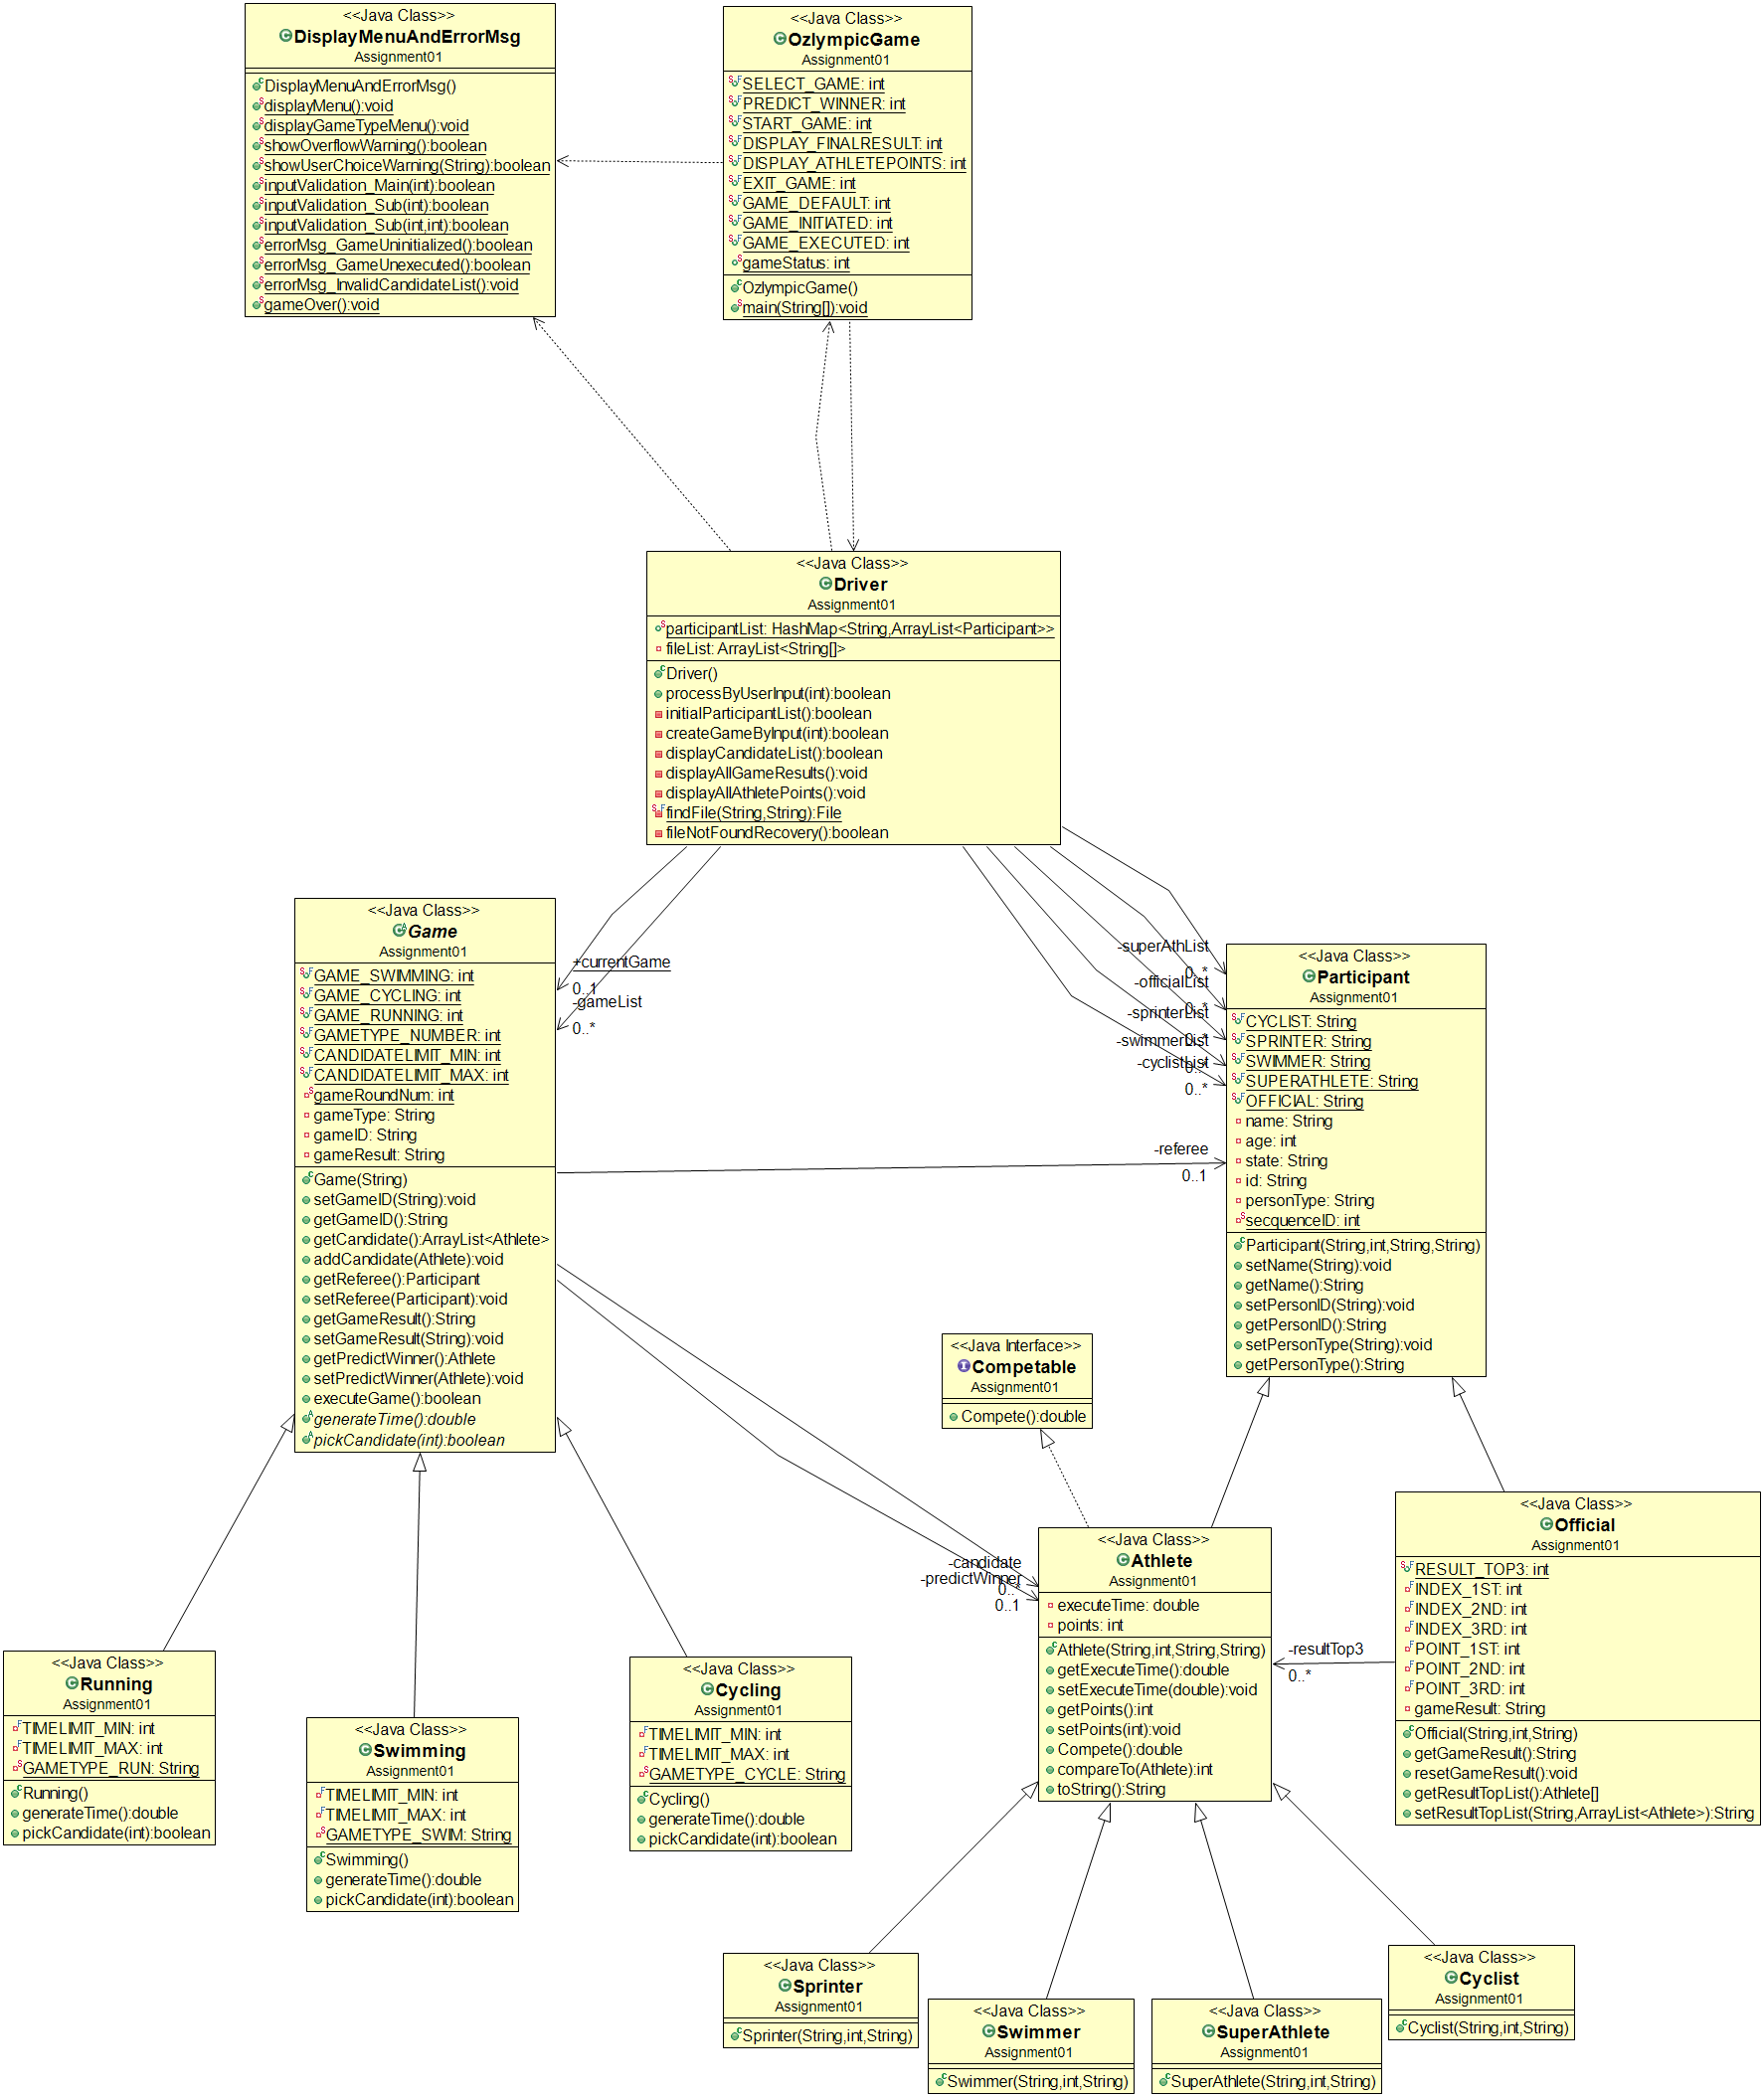 <<Java Class>>
DisplayMenuAndErrorMsg
Assignment01
DisplayMenuAndErrorMsg()
displayMenu():void
displayGameTypeMenu():void
showOverflowWarning():boolean
showUserChoiceWarning(String):boolean
inputValidation_Main(int):boolean
inputValidation_Sub(int):boolean
inputValidation_Sub(int,int):boolean
errorMsg_GameUninitialized():boolean
errorMsg_GameUnexecuted():boolean
errorMsg_InvalidCandidateList():void
gameOver():void
<<Java Class>>
OzlympicGame
Assignment01
SELECT_GAME: int
PREDICT_WINNER: int
START_GAME: int
DISPLAY_FINALRESULT: int
DISPLAY_ATHLETEPOINTS: int
EXIT_GAME: int
GAME_DEFAULT: int
GAME_INITIATED: int
GAME_EXECUTED: int
gameStatus: int
OzlympicGame()
main(String[]):void
<<Java Class>>
Driver
Assignment01
participantList: HashMap<String,ArrayList<Participant>>
fileList: ArrayList<String[]>
Driver()
processByUserInput(int):boolean
initialParticipantList():boolean
createGameByInput(int):boolean
displayCandidateList():boolean
displayAllGameResults():void
displayAllAthletePoints():void
findFile(String,String):File
fileNotFoundRecovery():boolean
<<Java Class>>
Game
Assignment01
GAME_SWIMMING: int
GAME_CYCLING: int
GAME_RUNNING: int
GAMETYPE_NUMBER: int
CANDIDATELIMIT_MIN: int
CANDIDATELIMIT_MAX: int
gameRoundNum: int
gameType: String
gameID: String
gameResult: String
Game(String)
setGameID(String):void
getGameID():String
getCandidate():ArrayList<Athlete>
addCandidate(Athlete):void
getReferee():Participant
setReferee(Participant):void
getGameResult():String
setGameResult(String):void
getPredictWinner():Athlete
setPredictWinner(Athlete):void
executeGame():boolean
generateTime():double
pickCandidate(int):boolean
+currentGame
0..1
-gameList
0..*
-superAthList
0..*
-officialList
0..*
-sprinterList
0..*
-swimmerList
0..*
-cyclistList
0..*
<<Java Class>>
Participant
Assignment01
CYCLIST: String
SPRINTER: String
SWIMMER: String
SUPERATHLETE: String
OFFICIAL: String
name: String
age: int
state: String
id: String
personType: String
secquenceID: int
Participant(String,int,String,String)
setName(String):void
getName():String
setPersonID(String):void
getPersonID():String
setPersonType(String):void
getPersonType():String
-referee
0..1
<<Java Interface>>
Competable
Assignment01
Compete():double
-candidate
0..*
-predictWinner
0..1
<<Java Class>>
Athlete
Assignment01
executeTime: double
points: int
Athlete(String,int,String,String)
getExecuteTime():double
setExecuteTime(double):void
getPoints():int
setPoints(int):void
Compete():double
compareTo(Athlete):int
toString():String
-resultTop3
0..*
<<Java Class>>
Official
Assignment01
RESULT_TOP3: int
INDEX_1ST: int
INDEX_2ND: int
INDEX_3RD: int
POINT_1ST: int
POINT_2ND: int
POINT_3RD: int
gameResult: String
Official(String,int,String)
getGameResult():String
resetGameResult():void
getResultTopList():Athlete[]
setResultTopList(String,ArrayList<Athlete>):String
<<Java Class>>
Running
Assignment01
TIMELIMIT_MIN: int
TIMELIMIT_MAX: int
GAMETYPE_RUN: String
Running()
generateTime():double
pickCandidate(int):boolean
<<Java Class>>
Swimming
Assignment01
TIMELIMIT_MIN: int
TIMELIMIT_MAX: int
GAMETYPE_SWIM: String
Swimming()
generateTime():double
pickCandidate(int):boolean
<<Java Class>>
Cycling
Assignment01
TIMELIMIT_MIN: int
TIMELIMIT_MAX: int
GAMETYPE_CYCLE: String
Cycling()
generateTime():double
pickCandidate(int):boolean
<<Java Class>>
Sprinter
Assignment01
Sprinter(String,int,String)
<<Java Class>>
Swimmer
Assignment01
Swimmer(String,int,String)
<<Java Class>>
SuperAthlete
Assignment01
SuperAthlete(String,int,String)
<<Java Class>>
Cyclist
Assignment01
Cyclist(String,int,String)